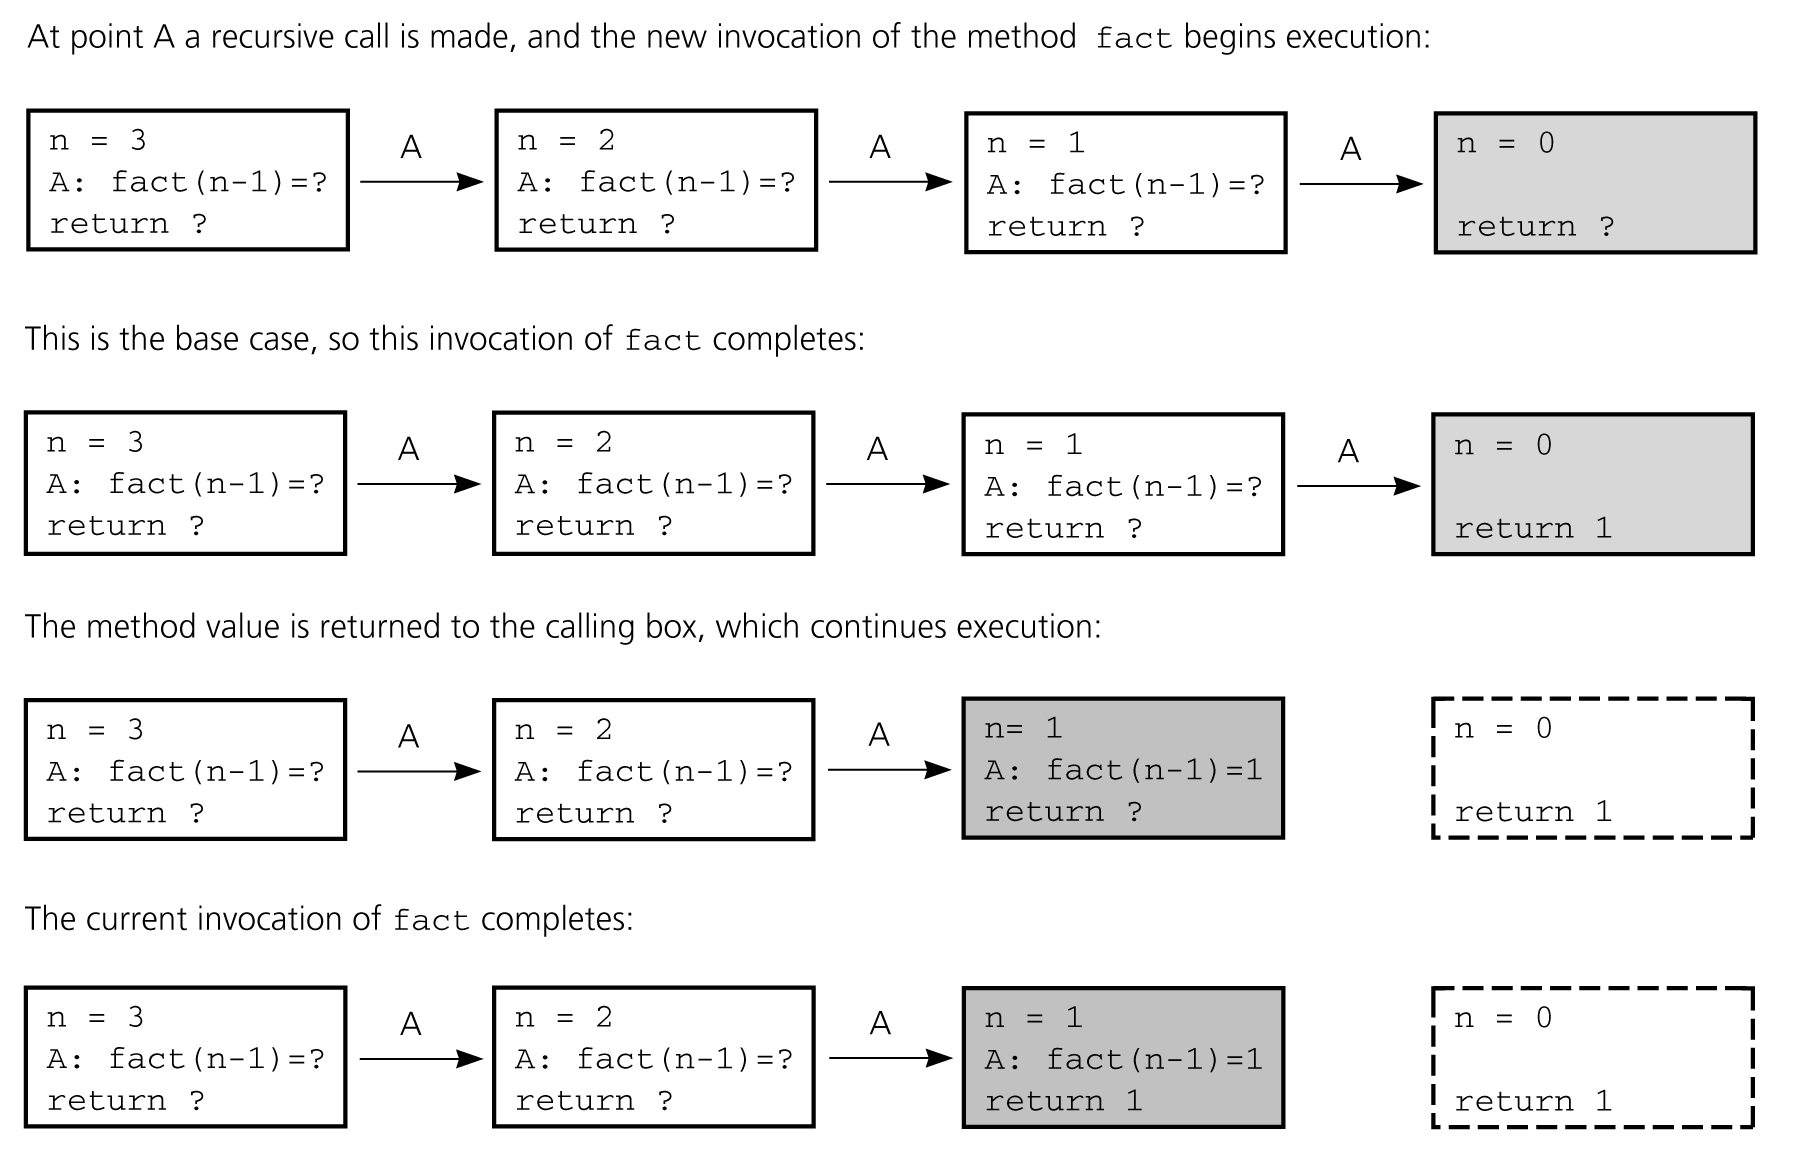 At point A a recursive call is made, and the new invocation of the method fact begins execution:
n = 3
A: fact(n-1)=?
return ?
A
n = 2
A: fact(n-1)=?
return ?
A
n = 1
A: fact(n-1)=?
return ?
A
n = 0
return ?
This is the base case, so this invocation of fact completes:
n = 3
A: fact(n-1)=?
return ?
A
n = 2
A: fact(n-1)=?
return ?
A
n = 1
A: fact(n-1)=?
return ?
A
n = 0
return 1
The method value is returned to the calling box, which continues execution:
n = 3
A: fact(n-1)=?
return ?
A
n = 2
A: fact(n-1)=?
return ?
A
n= 1
A: fact(n-1)=1
return ?
n = 0
return 1
The current invocation of fact completes:
n = 3
A: fact(n-1)=?
return ?
A
n = 2
A: fact(n-1)=?
return ?
A
n = 1
A: fact(n-1)=1
return 1
n = 0
return 1